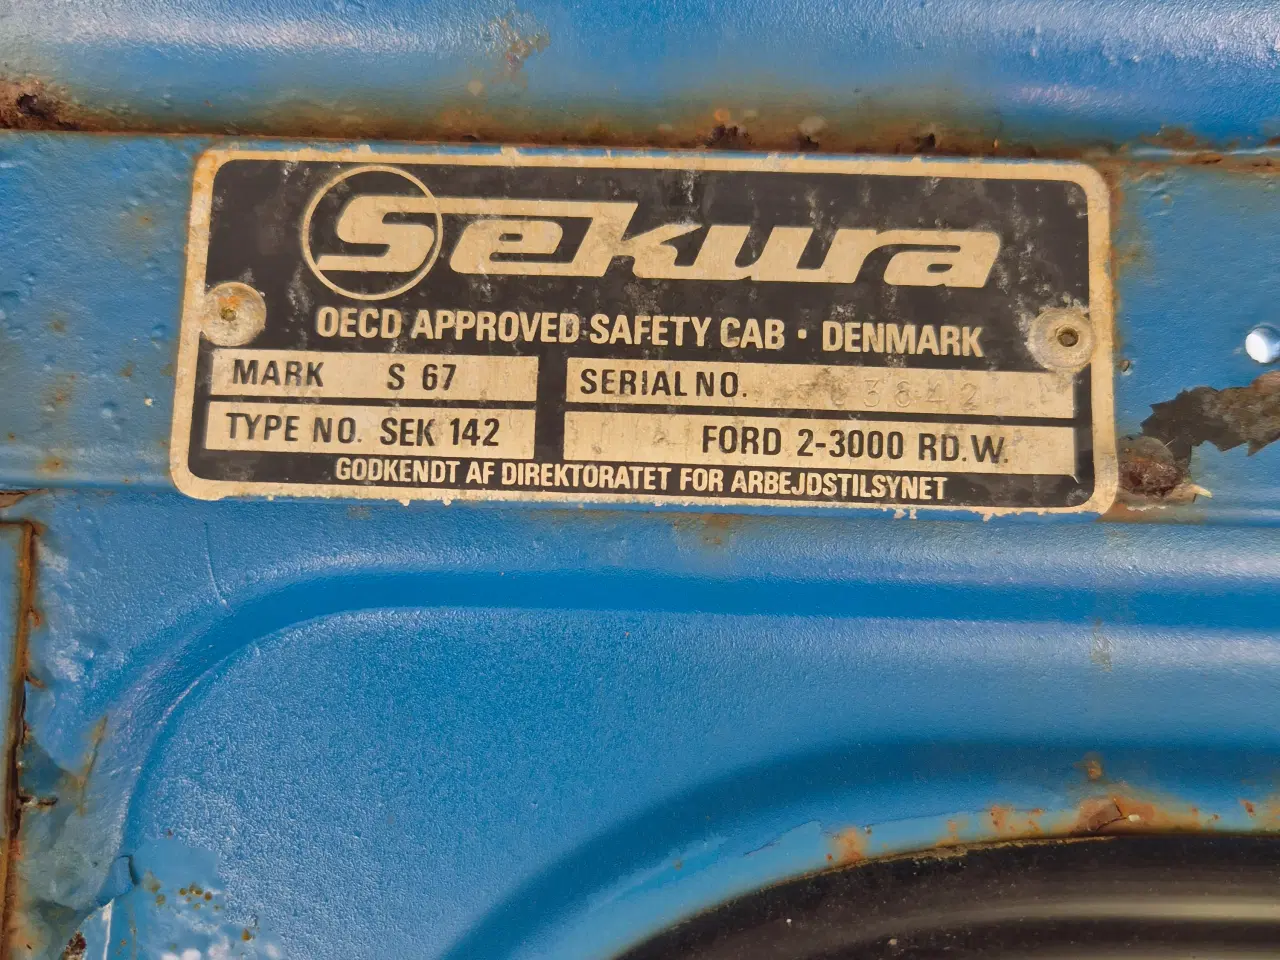 Sekura
OECD APPROVED SAFETY CAB · DENMARK
MARK S 67
SERIAL NO.
TYPE NO. SEK 142
FORD 2-3000 RD.W.
GODKENDT AF DIREKTORATET FOR ARBEJDSTILSYNET